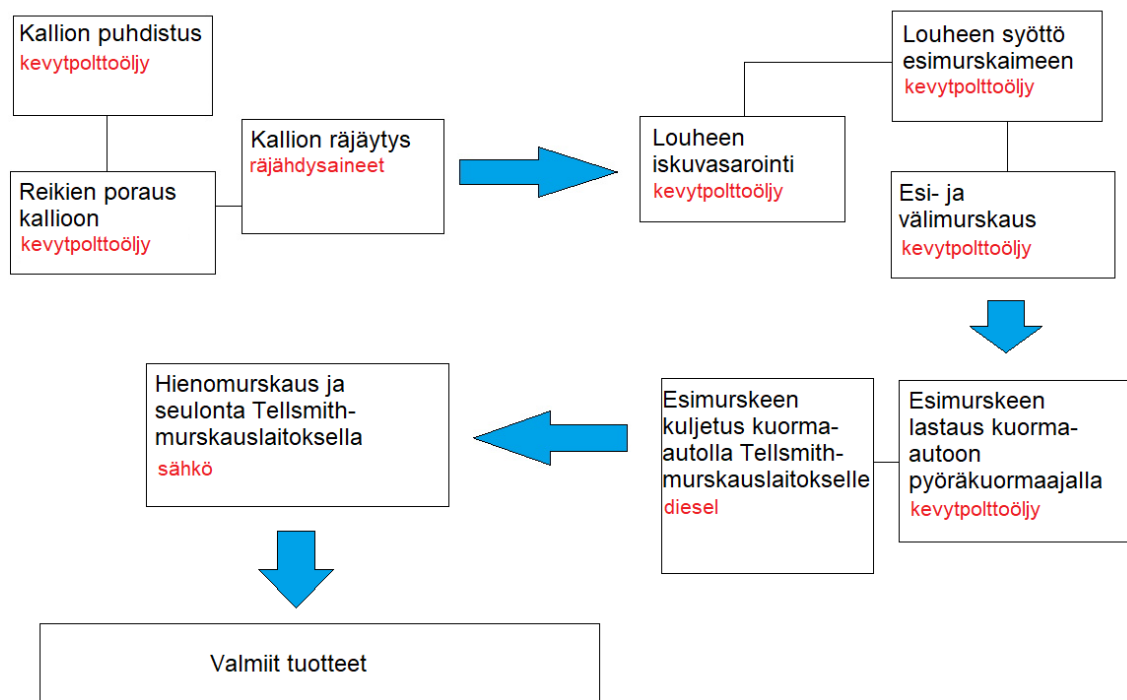 Kallion puhdistus
kevytpolttoöljy
Reikien poraus
kallioon
kevytpolttoöljy
Kallion räjäytys
räjähdysaineet
Louheen
iskuvasarointi
kevytpolttoöljy
Louheen syöttö
esimurskaimeen
kevytpolttoöljy
Esi- ja
välimurskaus
kevytpolttoöljy
Esimurskeen
lastaus kuorma-
autoon
pyöräkuormaajalla
kevytpolttoöljy
Esimurskeen
kuljetus kuorma-
autolla Tellsmith-
murskauslaitokselle
diesel
Hienomurskaus ja
seulonta Tellsmith-
murskauslaitoksella
sähkö
Valmiit tuotteet